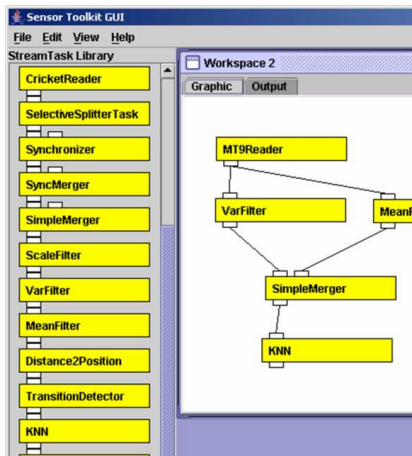 Sensor Toolkit GUI
File Edit View Help
StreamTask Library
CricketReader
SelectiveSplitterTask
Synchronizer
SyncMerger
SimpleMerger
ScaleFilter
VarFilter
MeanFilter
Distance2Position
TransitionDetector
KNN
Workspace 2
Graphic Output
MT9Reader
VarFilter
MeanF
SimpleMerger
KNN